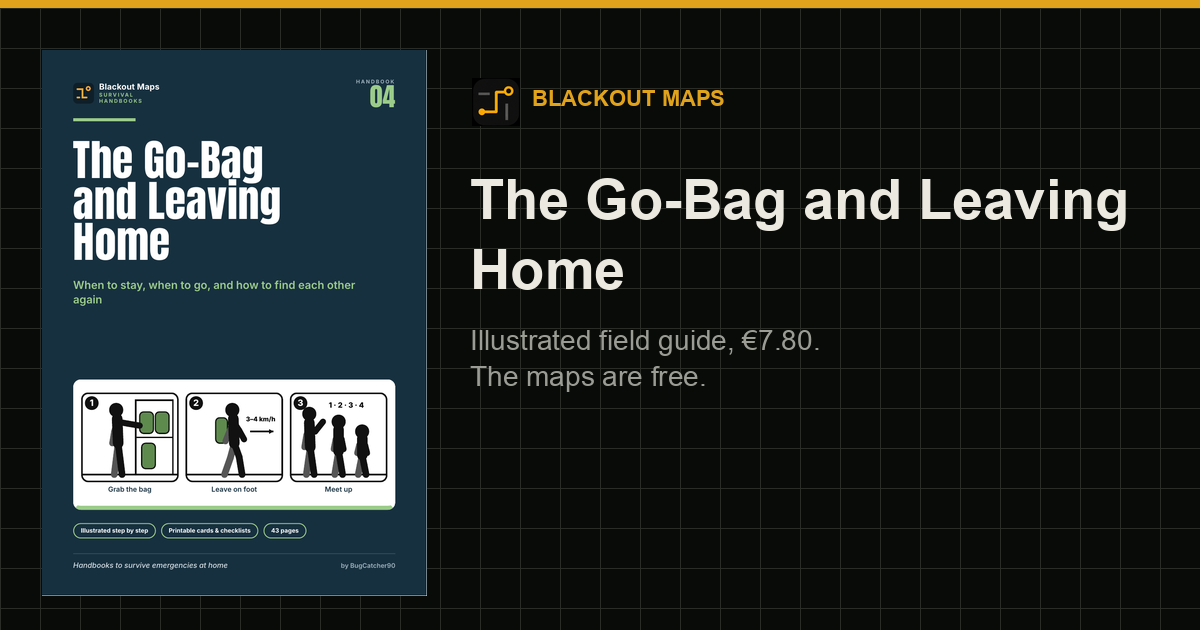 Blackout Maps
SURVIVAL
HANDBOOKS
HANDBOOK
04
The Go-Bag
and Leaving
Home
When to stay, when to go, and how to find each other
again
1
2
3
3–4 km/h
1 · 2 · 3 · 4
Grab the bag
Leave on foot
Meet up
Illustrated step by step
Printable cards & checklists
43 pages
Handbooks to survive emergencies at home
by BugCatcher90
BLACKOUT MAPS
The Go-Bag and Leaving
Home
Illustrated field guide, €7.80.
The maps are free.